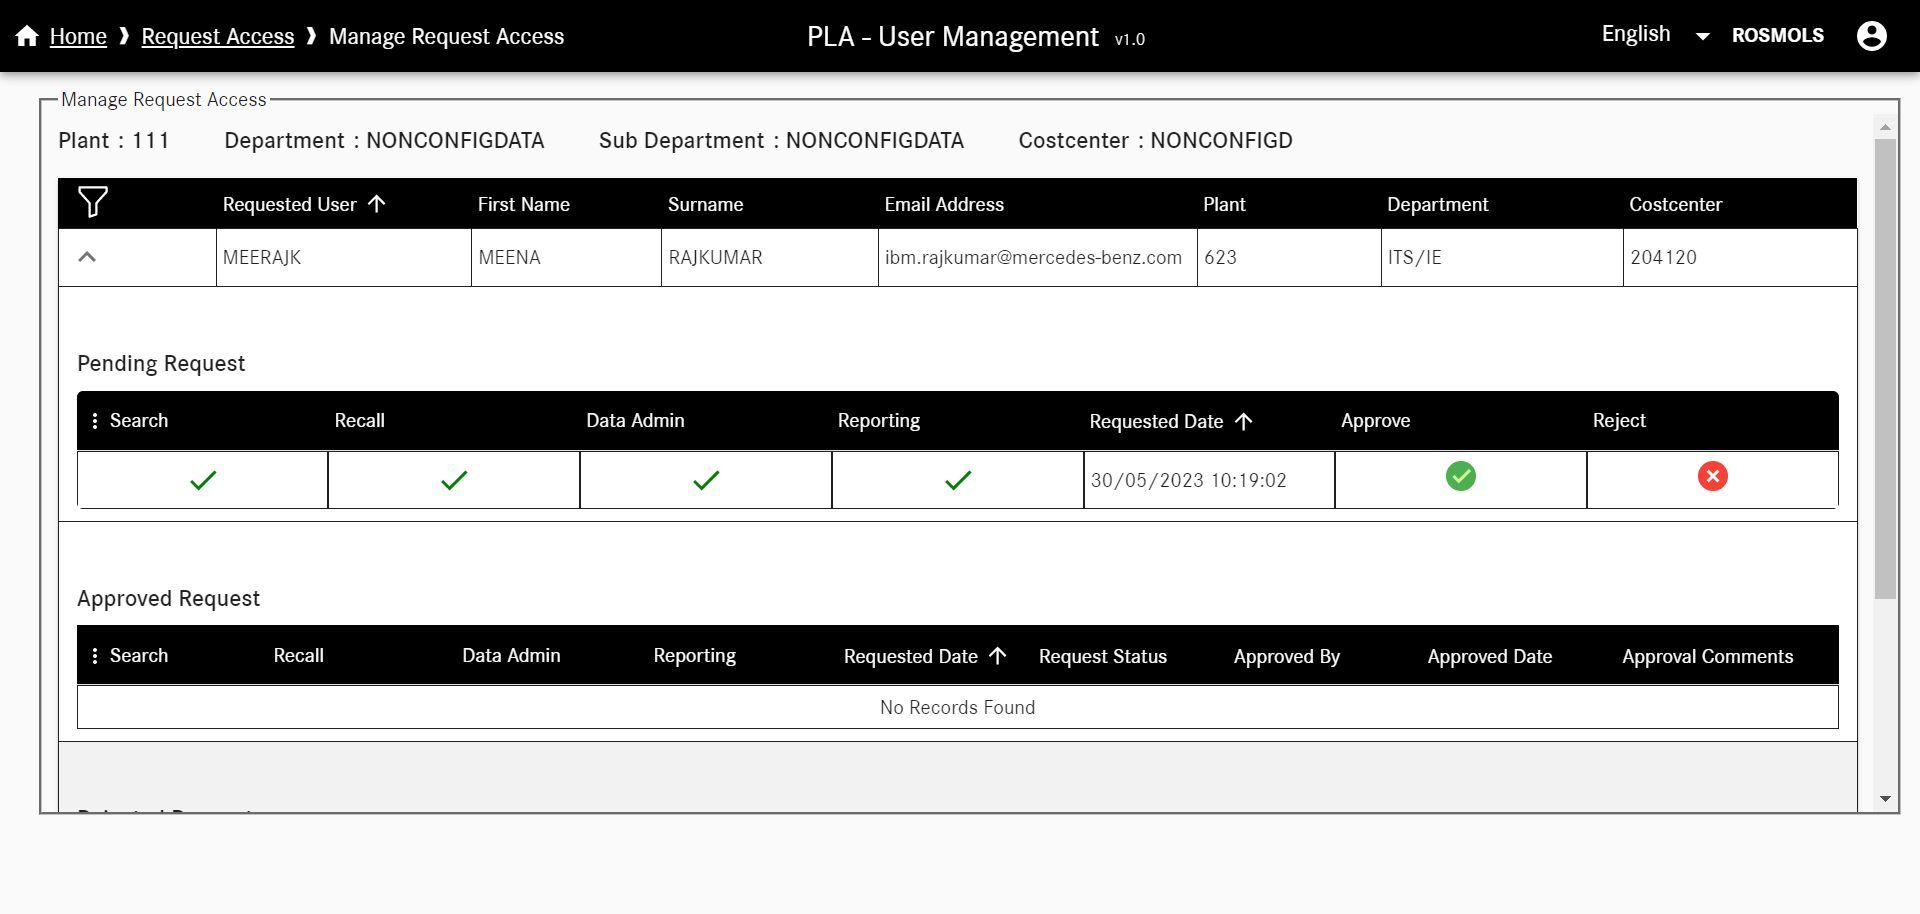 Home ❱ Request Access ❱ Manage Request Access
PLA - User Management v1.0
English ROSMOLS
Manage Request Access
Plant : 111 Department : NONCONFIGDATA Sub Department : NONCONFIGDATA Costcenter : NONCONFIGD
Requested User First Name Surname Email Address Plant Department Costcenter
MEERAJK MEENA RAJKUMAR ibm.rajkumar@mercedes-benz.com 623 ITS/IE 204120
Pending Request
Search Recall Data Admin Reporting Requested Date Approve Reject
30/05/2023 10:19:02
Approved Request
Search Recall Data Admin Reporting Requested Date Request Status Approved By Approved Date Approval Comments
No Records Found